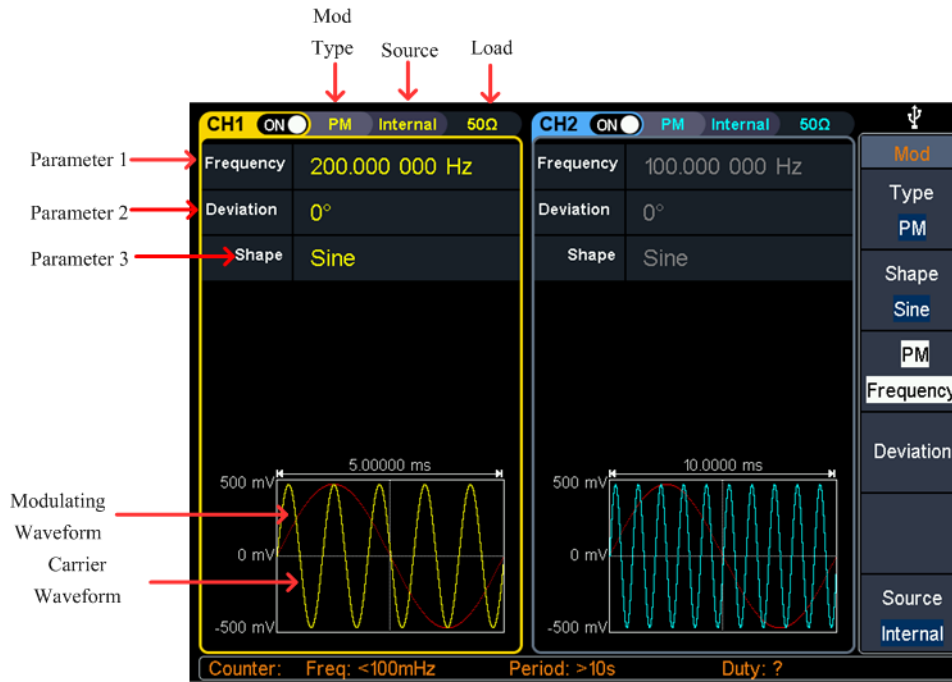 Mod
Type
Source
Load
CH1 ON PM Internal 50Ω
CH2 ON PM Internal 50Ω
Parameter 1
Frequency 200.000 000 Hz
Frequency 100.000 000 Hz
Parameter 2
Deviation 0°
Deviation 0°
Parameter 3
Shape Sine
Shape Sine
Mod
Type
PM
Shape
Sine
PM
Frequency
Deviation
Source
Internal
5.00000 ms
500 mV
0 mV
-500 mV
10.0000 ms
500 mV
0 mV
-500 mV
Modulating
Waveform
Carrier
Waveform
Counter: Freq: <100mHz Period: >10s Duty: ?